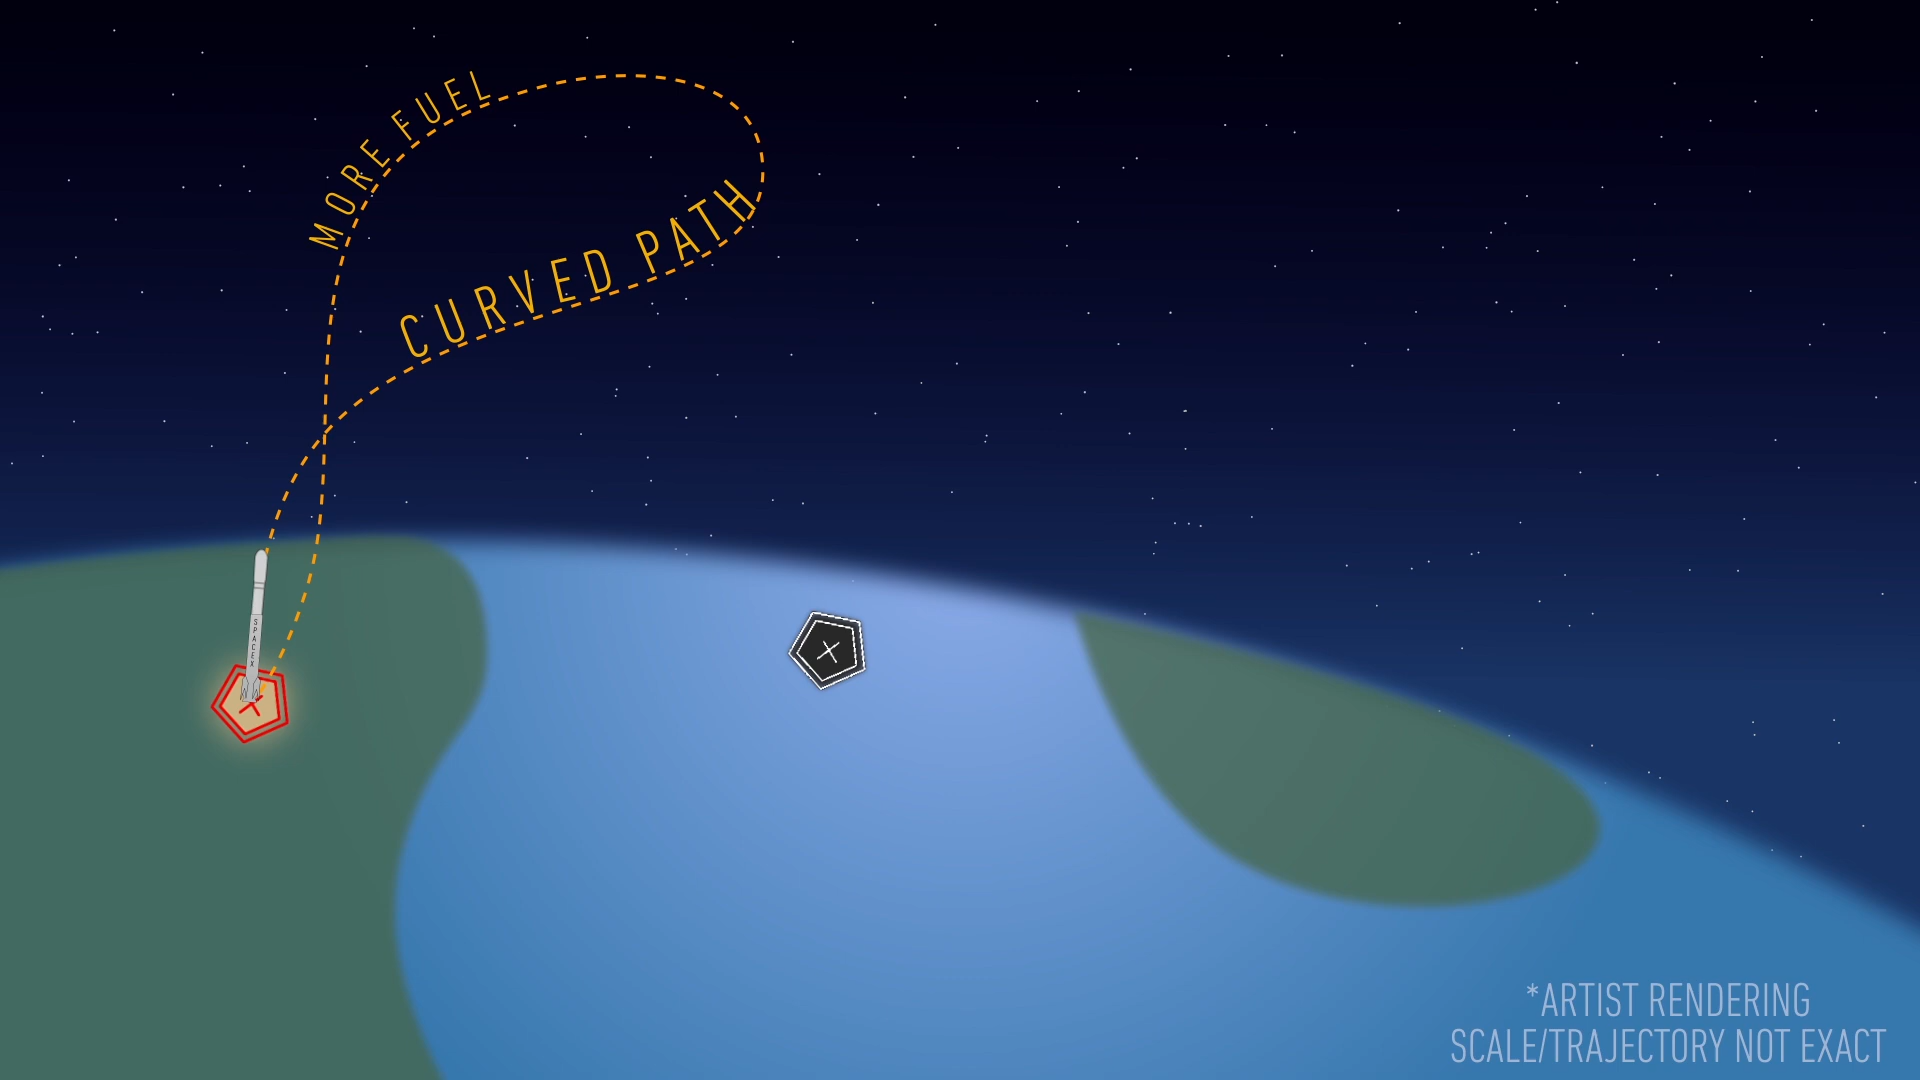 MORE FUEL
CURVED PATH
SPACEX
*ARTIST RENDERING
SCALE/TRAJECTORY NOT EXACT